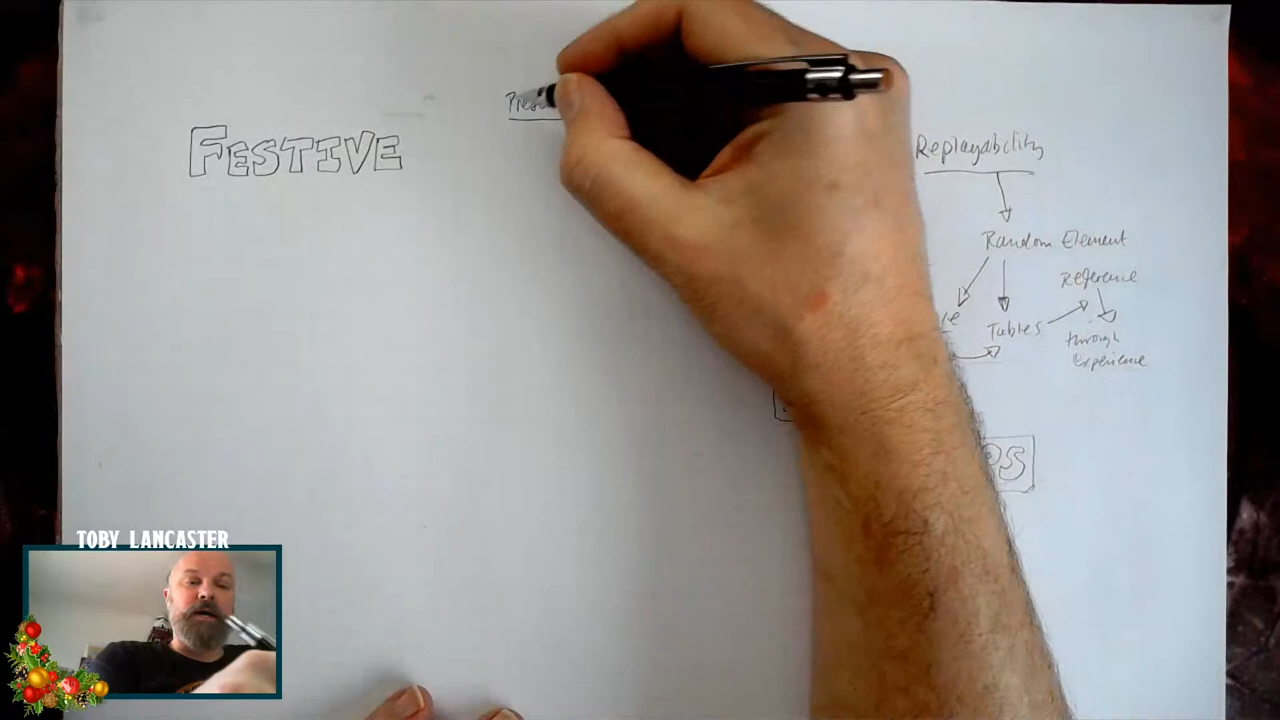 FESTIVE
Replayability
Random Element
Reference
Tables
through
Experience
TOBY LANCASTER